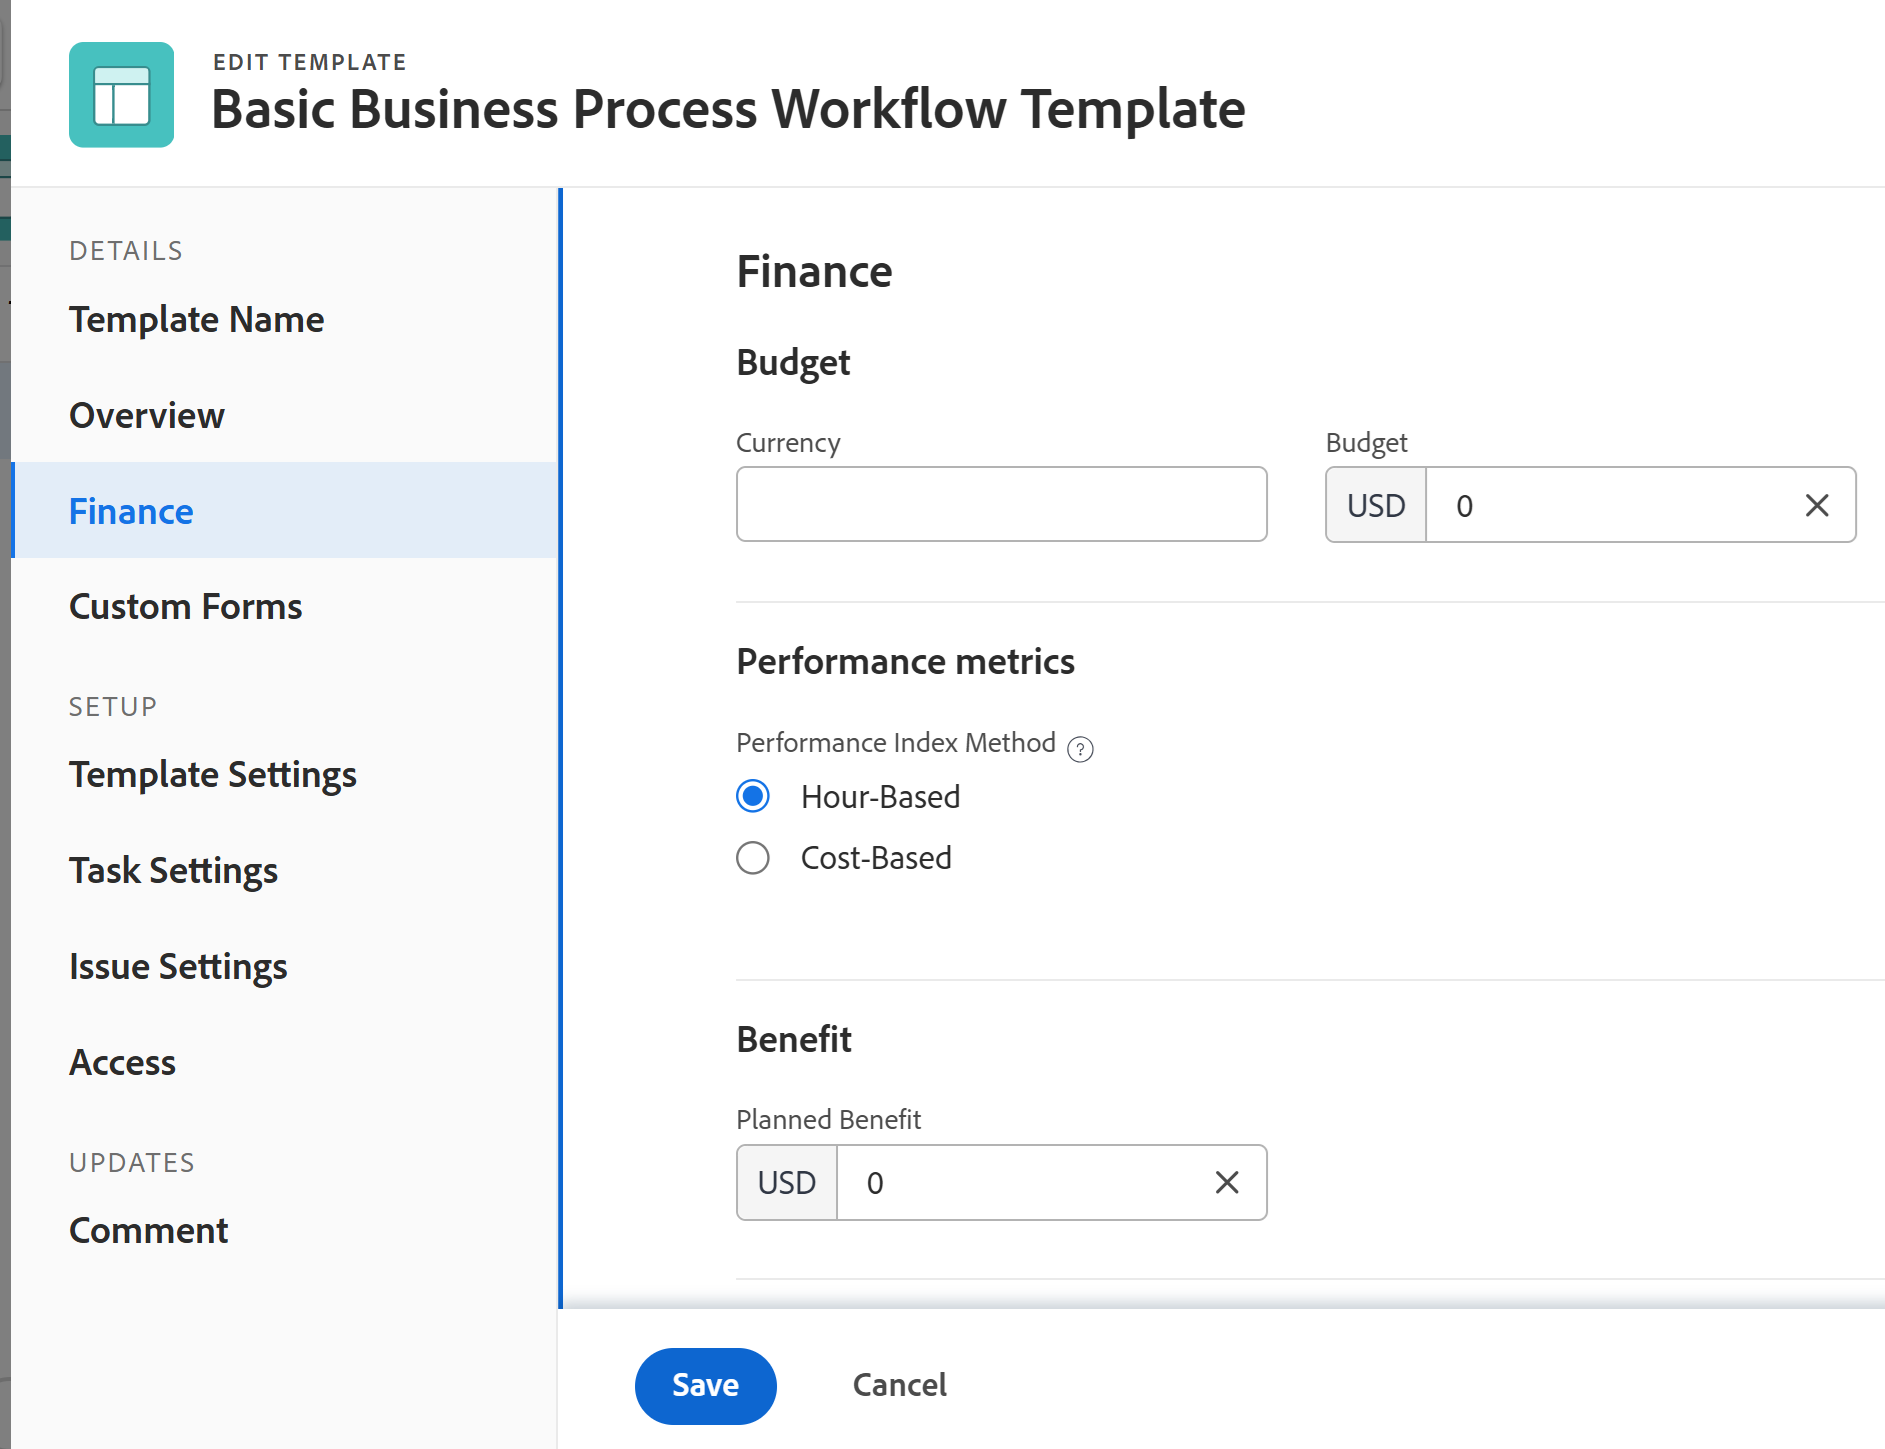 EDIT TEMPLATE
Basic Business Process Workflow Template
DETAILS
Template Name
Overview
Finance
Custom Forms
SETUP
Template Settings
Task Settings
Issue Settings
Access
UPDATES
Comment
Finance
Budget
Currency
Budget
USD 0
Performance metrics
Performance Index Method ?
Hour-Based
Cost-Based
Benefit
Planned Benefit
USD 0
Save
Cancel